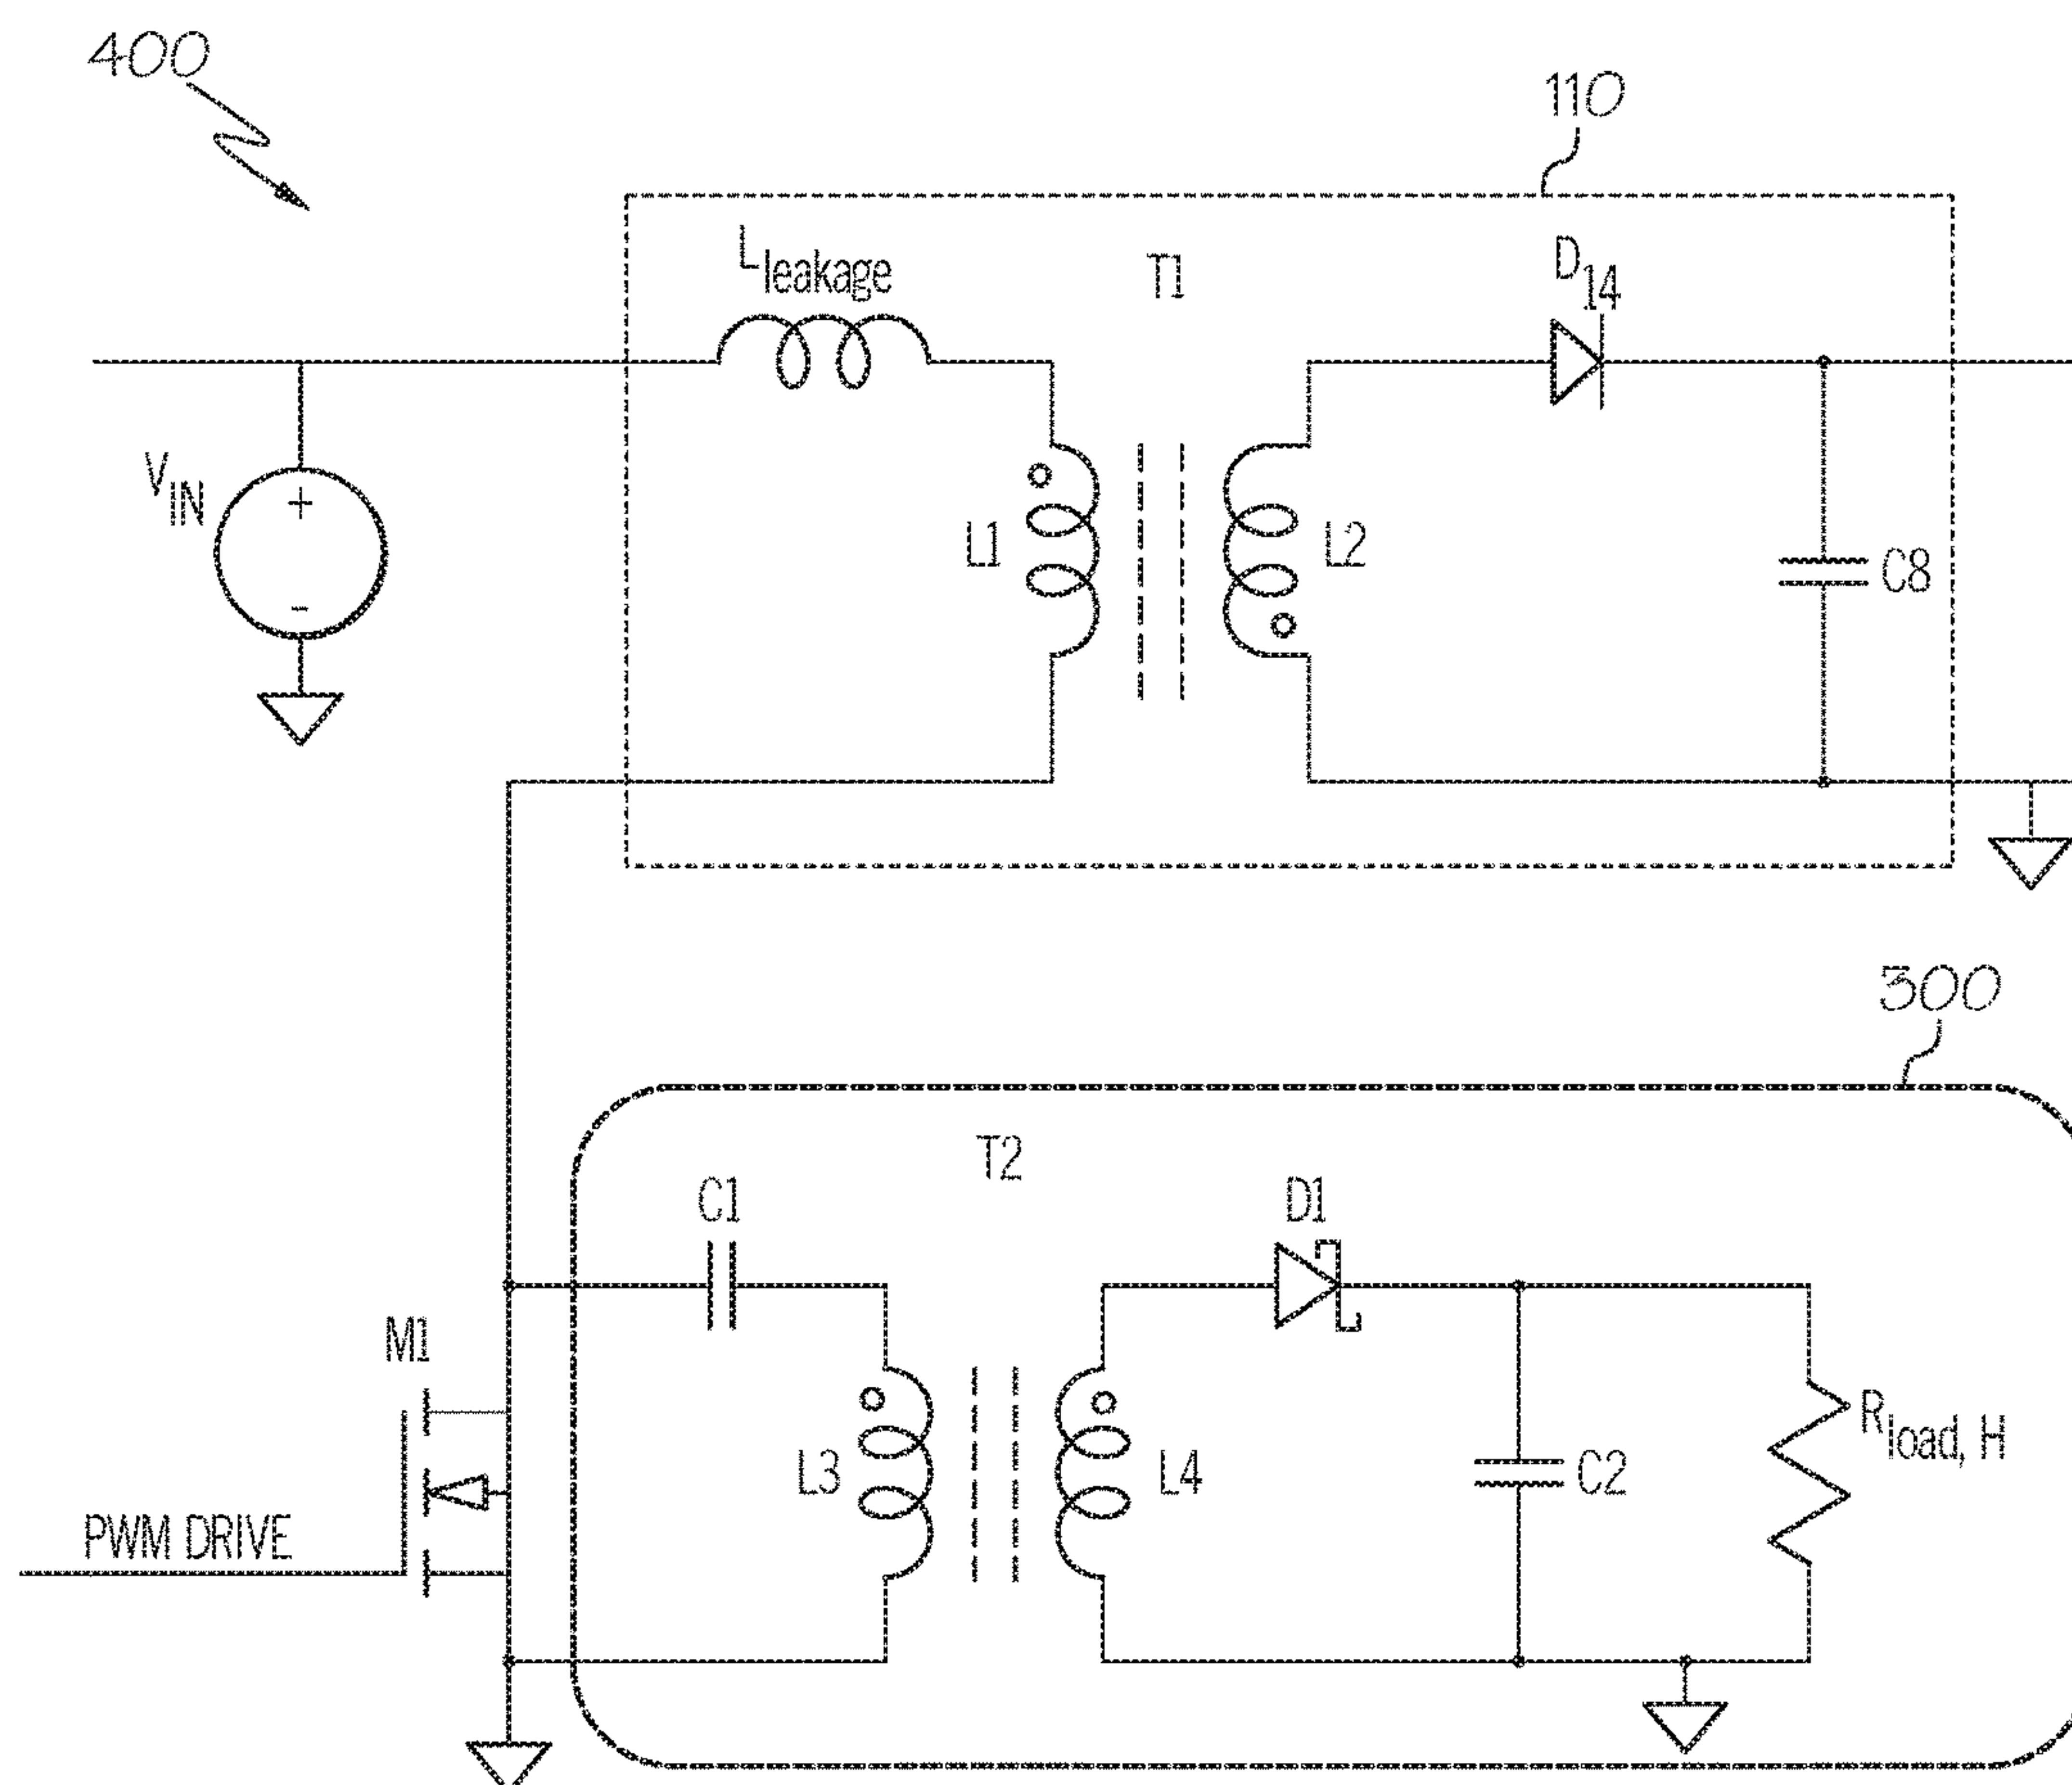 400
110
L leakage
T1
D14
VIN
+
-
L1
L2
C8
300
T2
C1
D1
M1
L3
L4
C2
Rload, H
PWM DRIVE